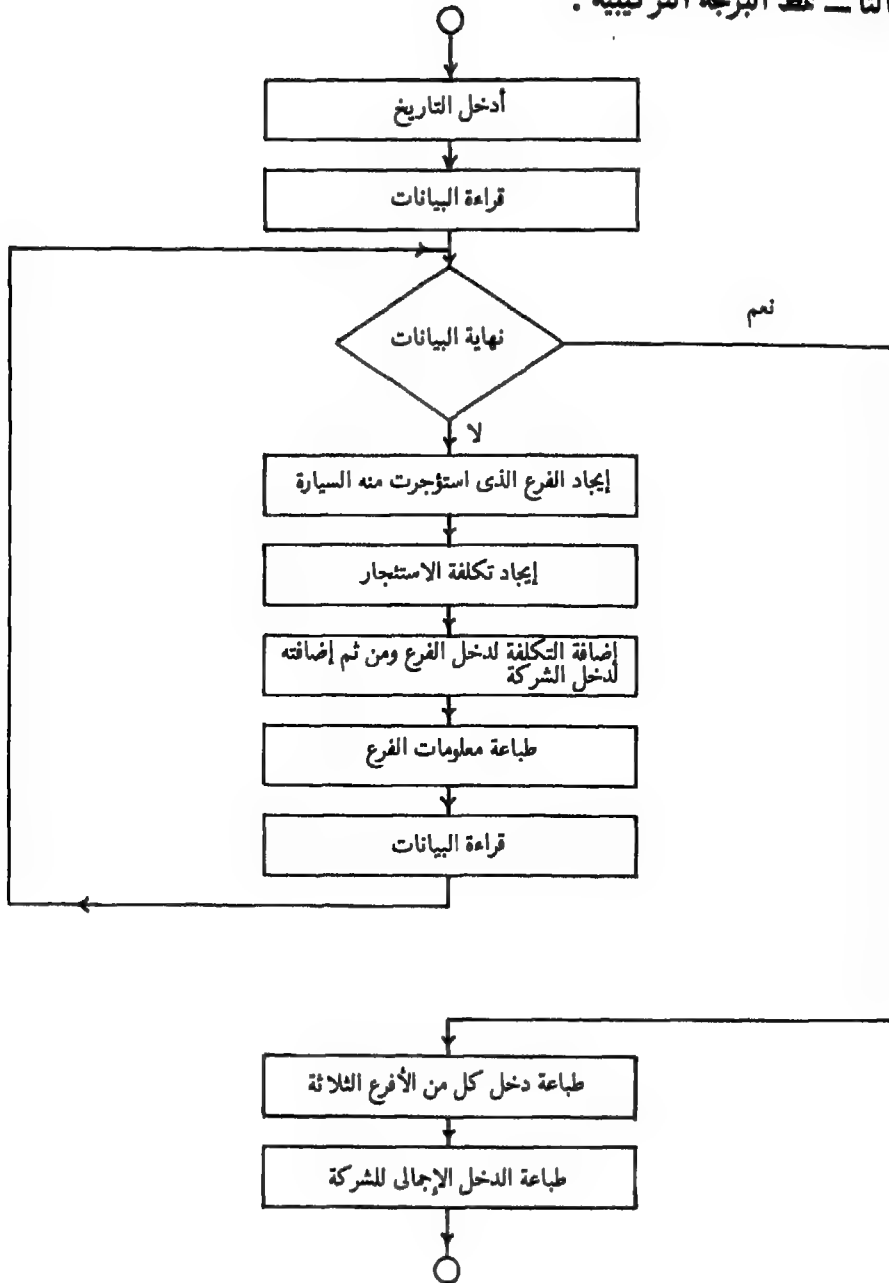 البرمجة التركيبية .
أدخل التاريخ
قراءة البيانات
نهاية البيانات
نعم
لا
إيجاد الفرع الذى استؤجرت منه السيارة
إيجاد تكلفة الاستئجار
إضافة التكلفة لدخل الفرع ومن ثم إضافته
لدخل الشركة
طباعة معلومات الفرع
قراءة البيانات
طباعة دخل كل من الأفرع الثلاثة
طباعة الدخل الإجمالى للشركة